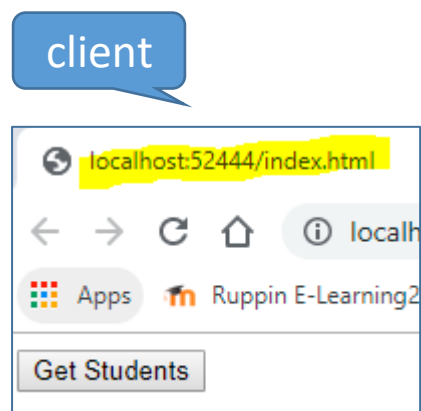 client
localhost:52444/index.html
localh
Apps Ruppin E-Learning2
Get Students